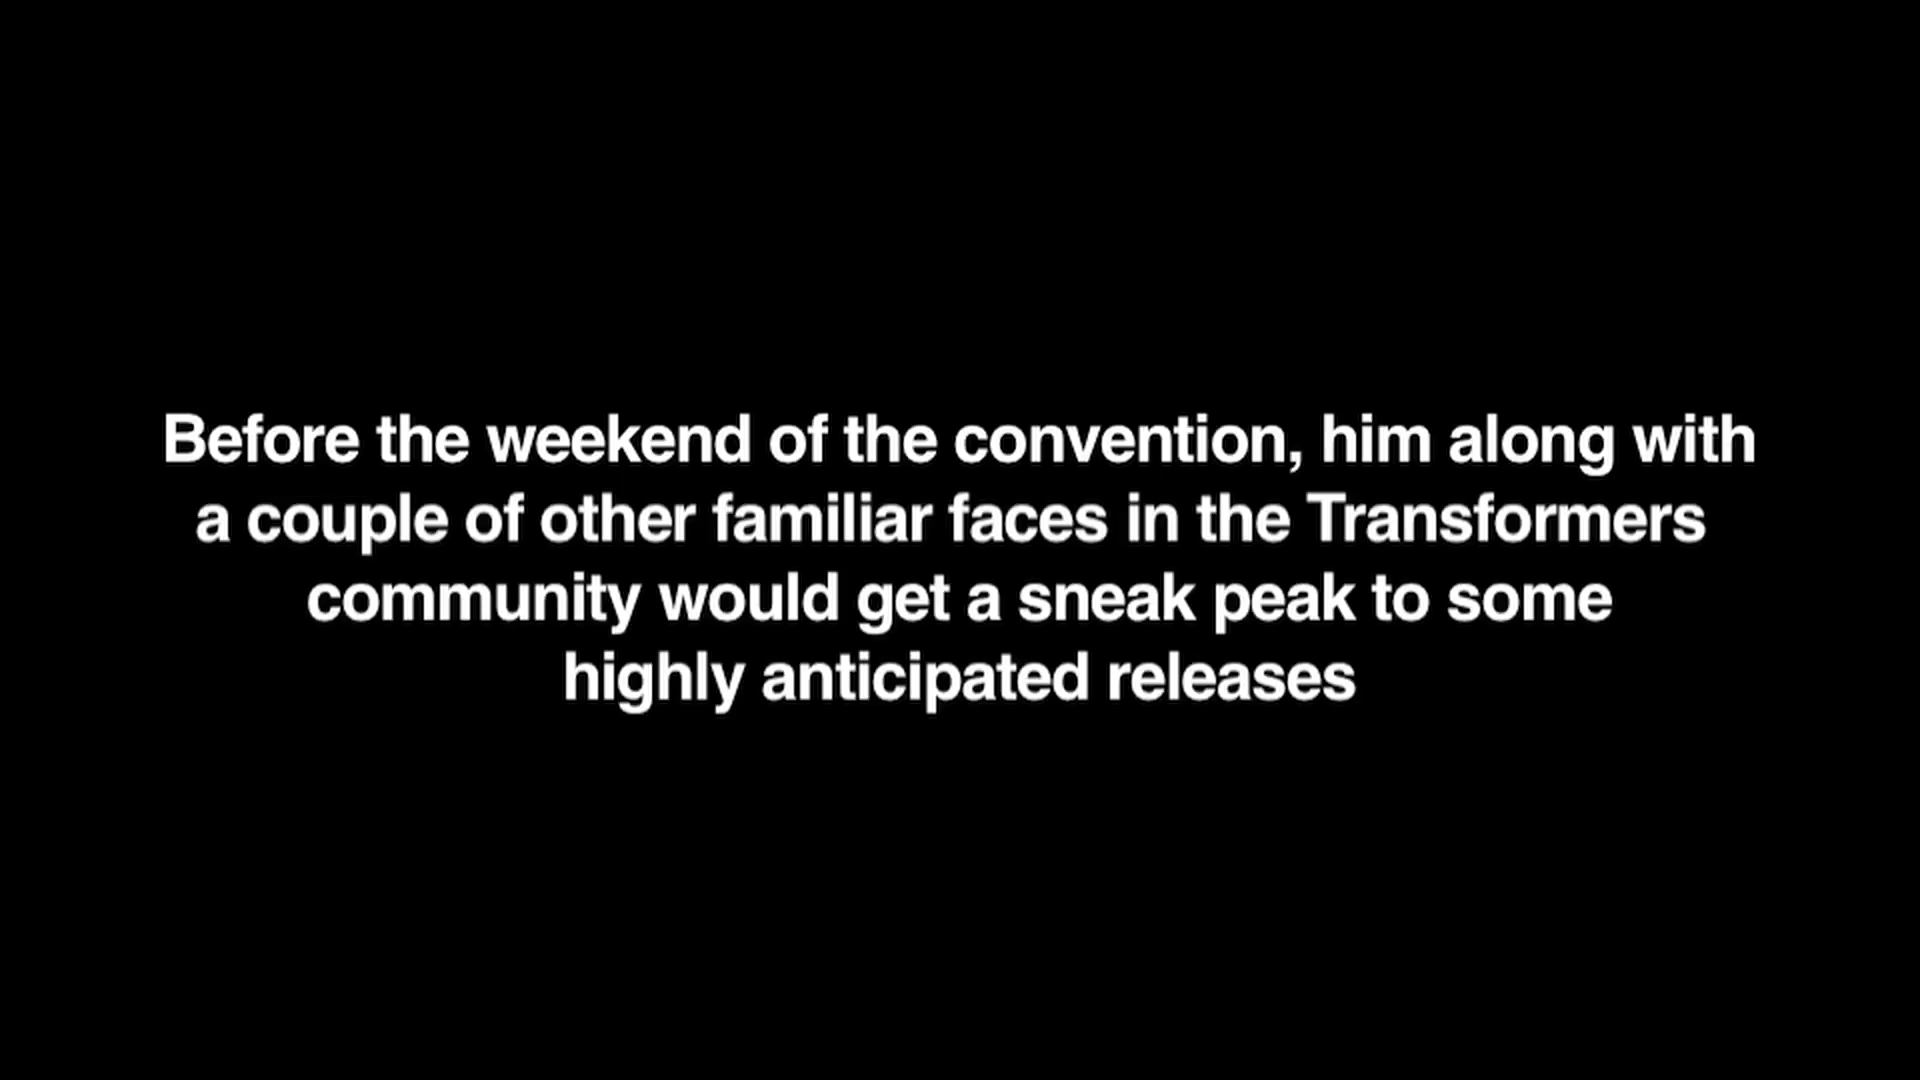 Before the weekend of the convention, him along with
a couple of other familiar faces in the Transformers
community would get a sneak peak to some
highly anticipated releases